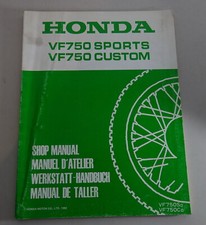 HONDA
VF750 SPORTS
VF750 CUSTOM
SHOP MANUAL
MANUEL D'ATELIER
WERKSTATT-HANDBUCH
MANUAL DE TALLER